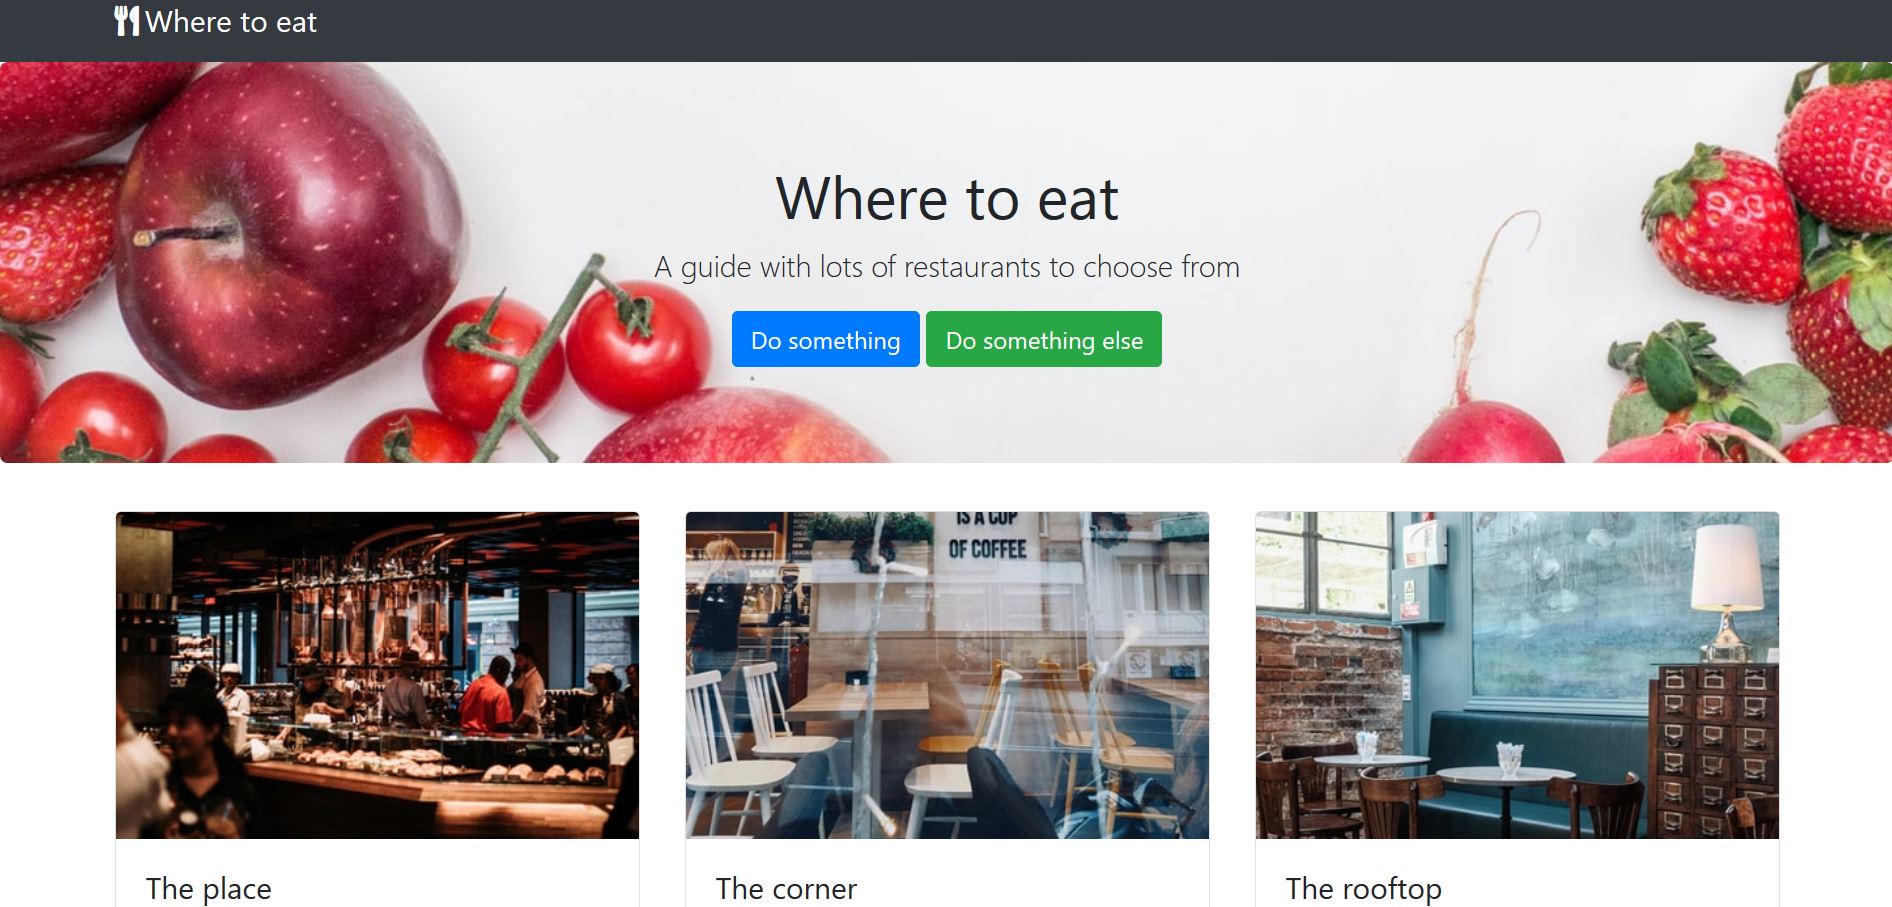 Where to eat
Where to eat
A guide with lots of restaurants to choose from
Do something
Do something else
IS A CUP
OF COFFEE
The place
The corner
The rooftop